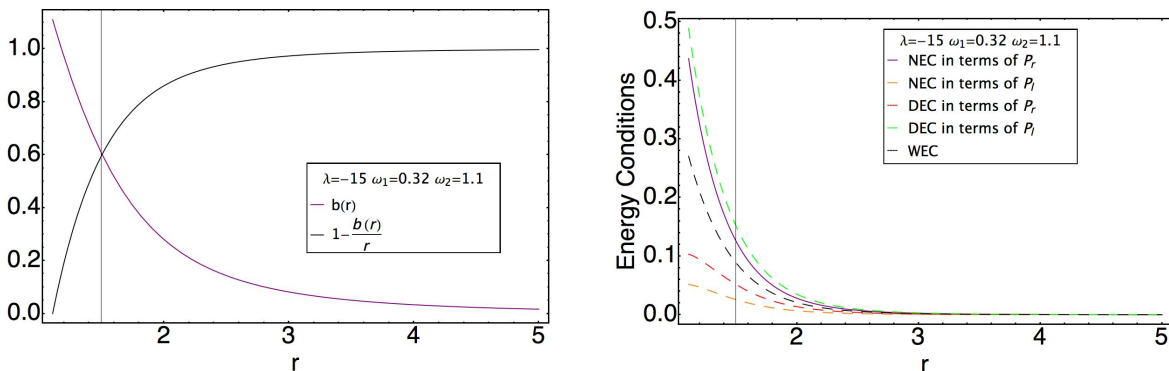 1.0
0.8
0.6
0.4
0.2
0.0
2
3
4
5
r
λ=-15 ω1=0.32 ω2=1.1
b(r)
1-b(r)/r
Energy Conditions
0.5
0.4
0.3
0.2
0.1
0.0
2
3
4
5
r
λ=-15 ω1=0.32 ω2=1.1
NEC in terms of Pr
NEC in terms of Pl
DEC in terms of Pr
DEC in terms of Pl
WEC